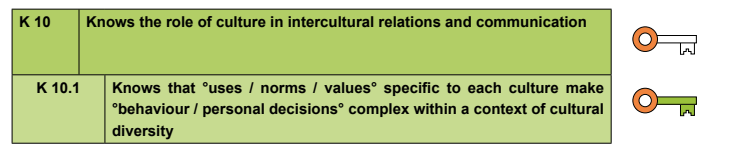 K 10 Knows the role of culture in intercultural relations and communication
K 10.1 Knows that °uses / norms / values° specific to each culture make
°behaviour / personal decisions° complex within a context of cultural
diversity